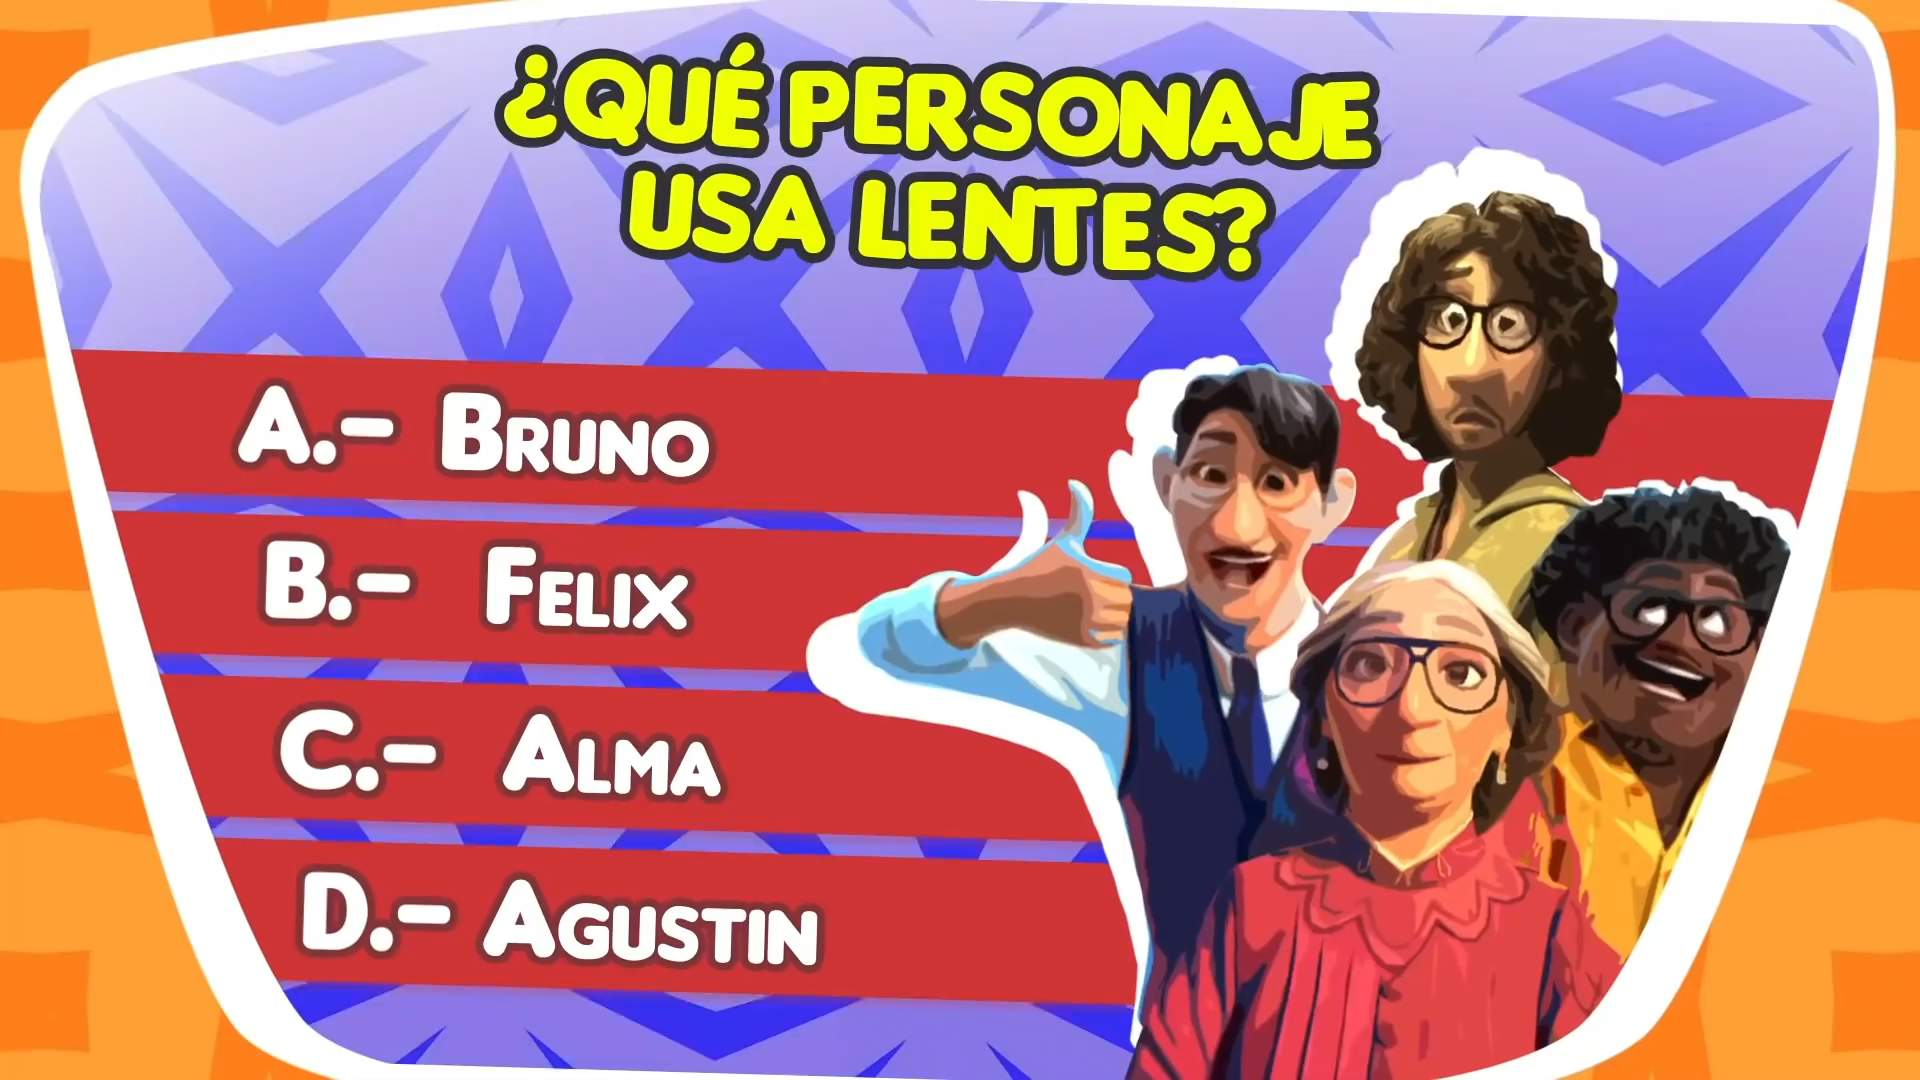 ¿QUÉ PERSONAJE
USA LENTES?
A.- BRUNO
B.- FELIX
C.- ALMA
D.- AGUSTIN